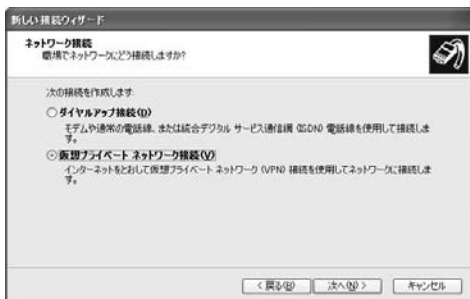 新しい接続ウィザード
ネットワーク接続
職場でネットワークにどう接続しますか?
次の接続を作成します:
ダイヤルアップ接続(D)
モデムや通常の電話線、または統合デジタル サービス通信網 (ISDN) 電話線を使用して接続しま
す。
仮想プライベート ネットワーク接続(V)
インターネットをとおして仮想プライベート ネットワーク (VPN) 接続を使用してネットワークに接続しま
す。
< 戻る(B) 次へ(N) > キャンセル